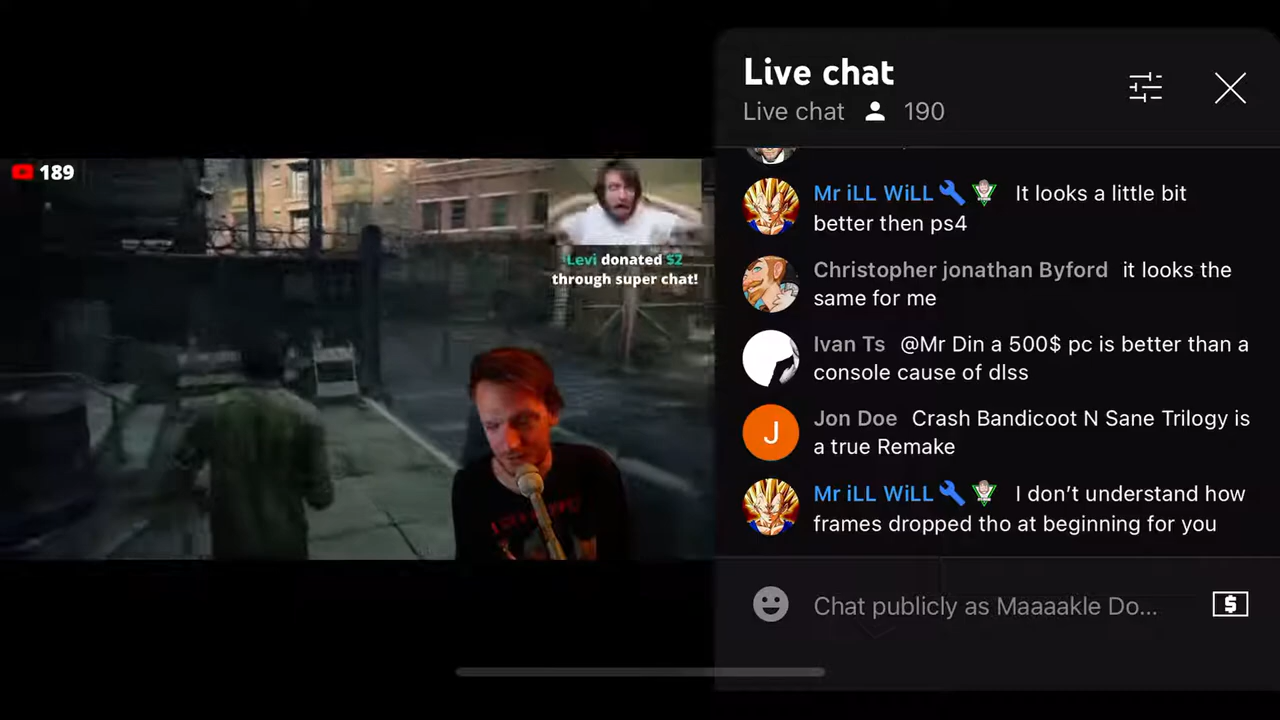 189
Levi donated $2
through super chat!
Live chat
Live chat 190
Mr iLL WiLL It looks a little bit
better then ps4
Christopher jonathan Byford it looks the
same for me
Ivan Ts @Mr Din a 500$ pc is better than a
console cause of dlss
J
Jon Doe Crash Bandicoot N Sane Trilogy is
a true Remake
Mr iLL WiLL I don’t understand how
frames dropped tho at beginning for you
Chat publicly as Maaaakle Do...
$